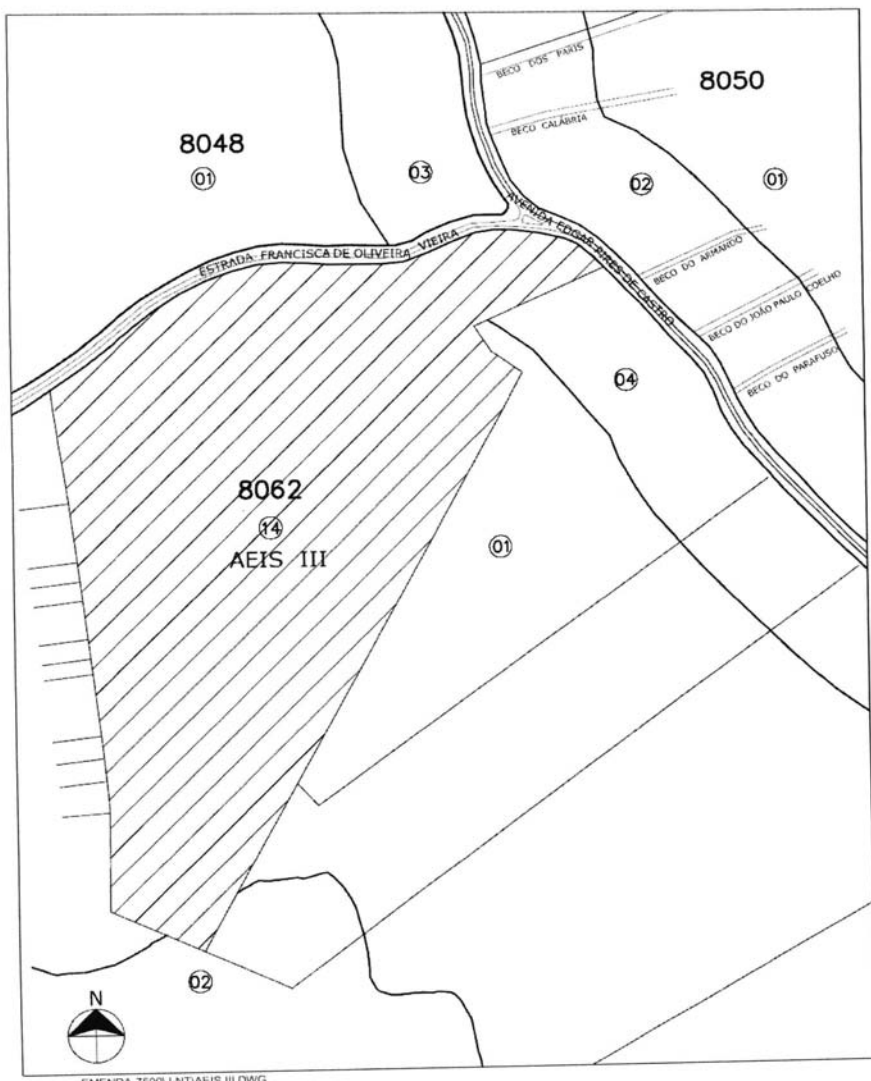 BECO DOS PARIS
8050
BECO CALÁBRIA
8048
01
03
02
01
AVENIDA EDGAR PIRES DE CASTRO
ESTRADA FRANCISCA DE OLIVEIRA VIEIRA
BECO DO ARMANDO
BECO DO JOÃO PAULO COELHO
BECO DO PARAFUSO
04
8062
14
AEIS III
01
02
N